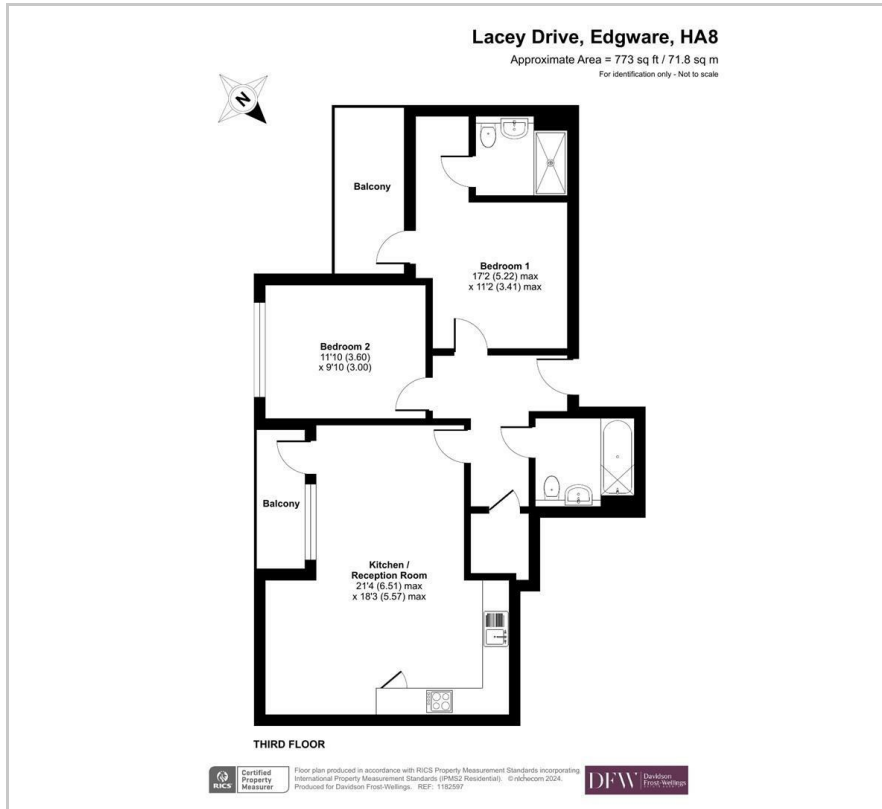 Lacey Drive, Edgware, HA8
Approximate Area = 773 sq ft / 71.8 sq m
For identification only - Not to scale
N
Balcony
Bedroom 1
17'2 (5.22) max
x 11'2 (3.41) max
Bedroom 2
11'10 (3.60)
x 9'10 (3.00)
Balcony
Kitchen /
Reception Room
21'4 (6.51) max
x 18'3 (5.57) max
THIRD FLOOR
RICS
Certified
Property
Measurer
Floor plan produced in accordance with RICS Property Measurement Standards incorporating
International Property Measurement Standards (IPMS2 Residential). © nichecom 2024.
Produced for Davidson Frost-Wellings. REF: 1182597
DFW
Davidson
Frost-Wellings